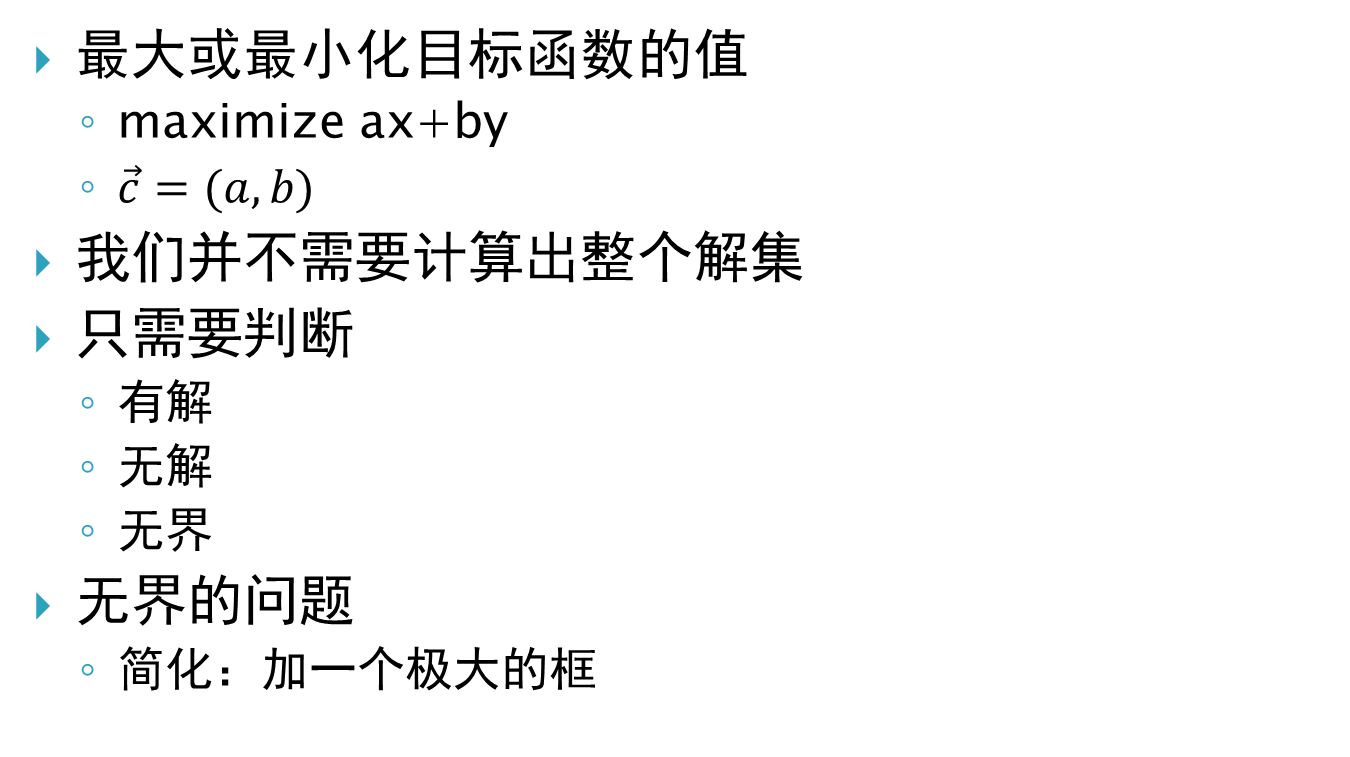 最大或最小化目标函数的值
maximize ax+by
$\vec{c} = (a, b)$
我们并不需要计算出整个解集
只需要判断
有解
无解
无界
无界的问题
简化：加一个极大的框